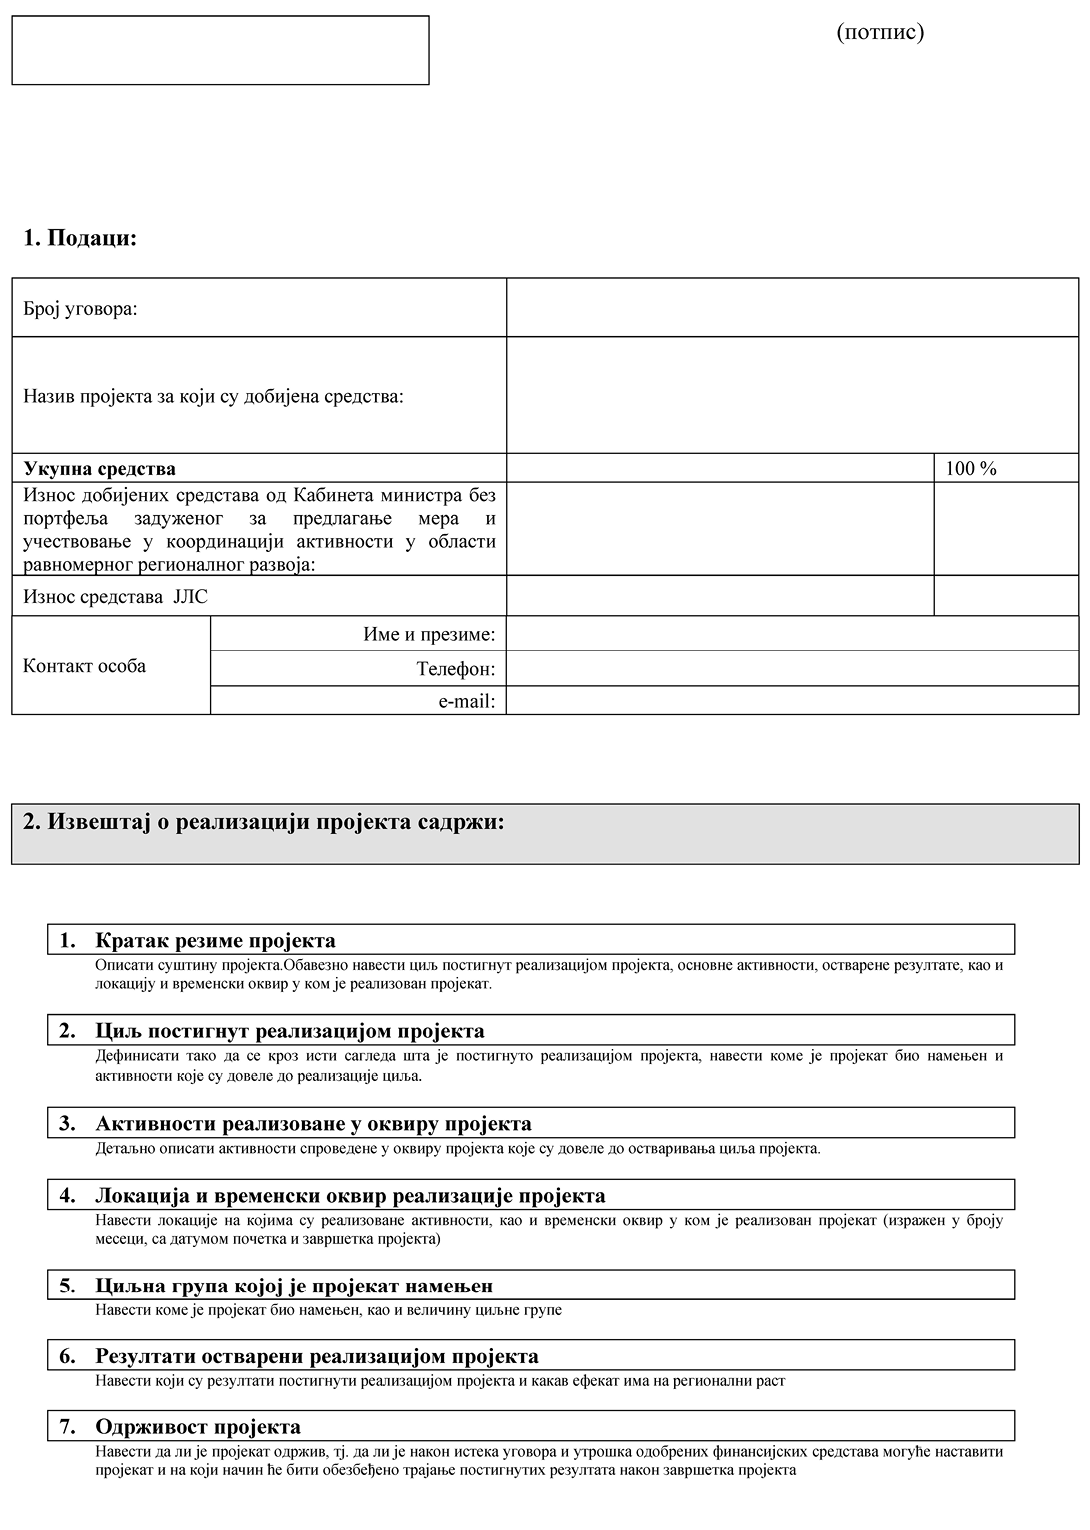 (потпис)
1. Подаци:
Број уговора:
Назив пројекта за који су добијена средства:
Укупна средства 100 %
Износ добијених средстава од Кабинета министра без
портфеља задуженог за предлагање мера и
учествовање у координацији активности у области
равномерног регионалног развоја:
Износ средстава ЈЛС
Контакт особа
Име и презиме:
Телефон:
e-mail:
2. Извештај о реализацији пројекта садржи:
1. Кратак резиме пројекта
Описати суштину пројекта.Обавезно навести циљ постигнут реализацијом пројекта, основне активности, остварене резултате, као и
локацију и временски оквир у ком је реализован пројекат.
2. Циљ постигнут реализацијом пројекта
Дефинисати тако да се кроз исти сагледа шта је постигнуто реализацијом пројекта, навести коме је пројекат био намењен и
активности које су довеле до реализације циља.
3. Активности реализоване у оквиру пројекта
Детаљно описати активности спроведене у оквиру пројекта које су довеле до остваривања циља пројекта.
4. Локација и временски оквир реализације пројекта
Навести локације на којима су реализоване активности, као и временски оквир у ком је реализован пројекат (изражен у броју
месеци, са датумом почетка и завршетка пројекта)
5. Циљна група којој је пројекат намењен
Навести коме је пројекат био намењен, као и величину циљне групе
6. Резултати остварени реализацијом пројекта
Навести који су резултати постигнути реализацијом пројекта и какав ефекат има на регионални раст
7. Одрживост пројекта
Навести да ли је пројекат одржив, тј. да ли је након истека уговора и утрошка одобрених финансијских средстава могуће наставити
пројекат и на који начин ће бити обезбеђено трајање постигнутих резултата након завршетка пројекта